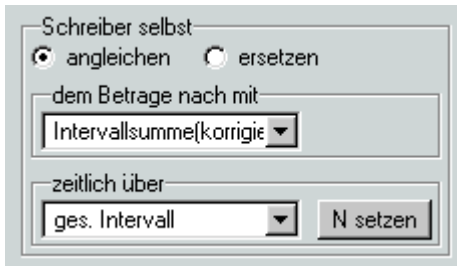 Schreiber selbst
angleichen ersetzen
dem Betrage nach mit
Intervallsumme(korrigie
zeitlich über
ges. Intervall N setzen